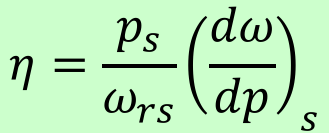 η = p_s/ω_rs (dω/dp)_s